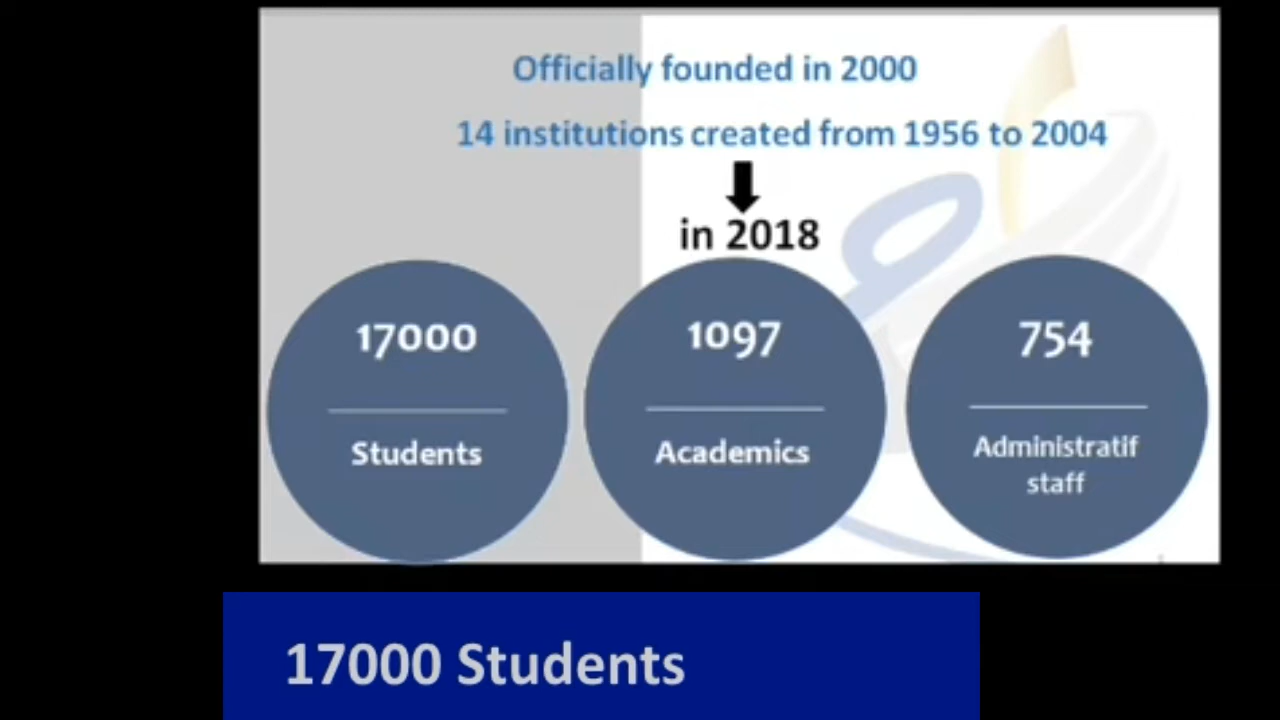 Officially founded in 2000
14 institutions created from 1956 to 2004
in 2018
17000
Students
1097
Academics
754
Administratif
staff
17000 Students